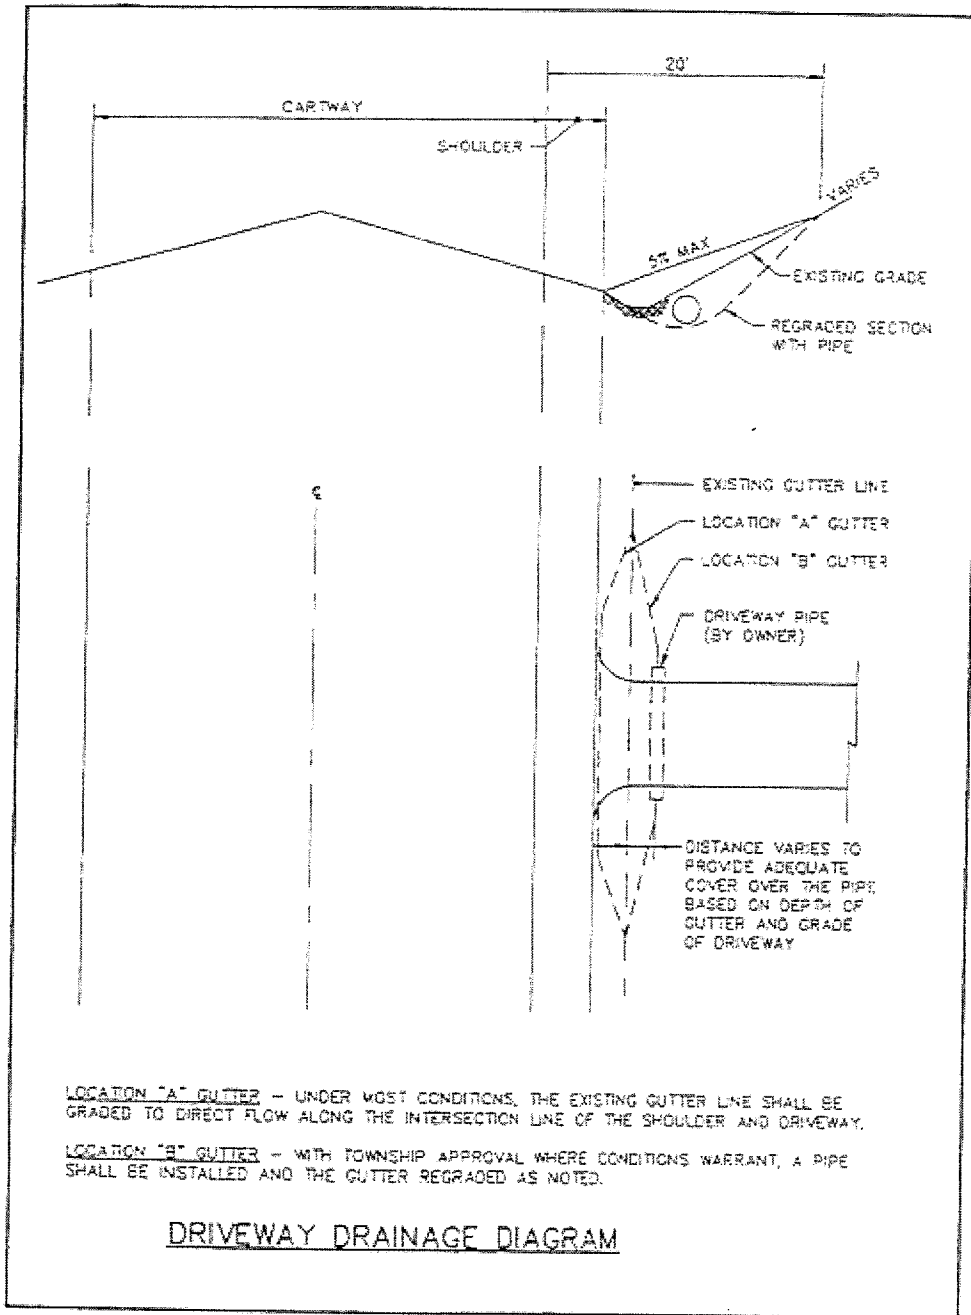 20'
CARTWAY
SHOULDER
VARIES
5% MAX
EXISTING GRADE
REGRADED SECTION
WITH PIPE
EXISTING GUTTER LINE
℄
LOCATION "A" GUTTER
LOCATION "B" GUTTER
DRIVEWAY PIPE
(BY OWNER)
DISTANCE VARIES TO
PROVIDE ADEQUATE
COVER OVER THE PIPE
BASED ON DEPTH OF
GUTTER AND GRADE
OF DRIVEWAY
LOCATION "A" GUTTER – UNDER MOST CONDITIONS, THE EXISTING GUTTER LINE SHALL BE
GRADED TO DIRECT FLOW ALONG THE INTERSECTION LINE OF THE SHOULDER AND DRIVEWAY.
LOCATION "B" GUTTER – WITH TOWNSHIP APPROVAL WHERE CONDITIONS WARRANT, A PIPE
SHALL BE INSTALLED AND THE GUTTER REGRADED AS NOTED.
DRIVEWAY DRAINAGE DIAGRAM